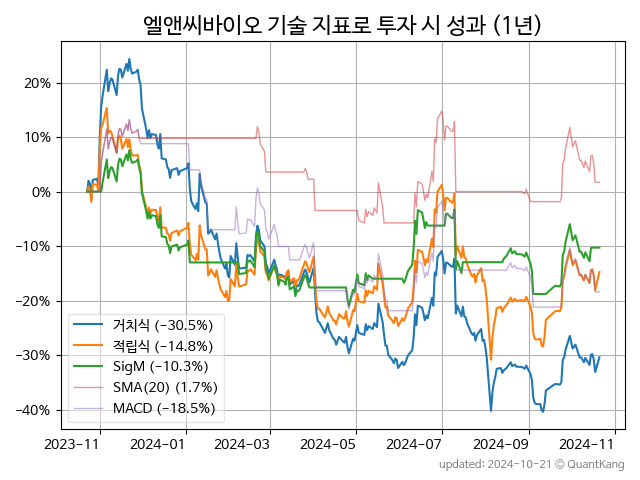 엘앤씨바이오 기술 지표로 투자 시 성과 (1년)
20%
10%
0%
−10%
−20%
−30%
−40%
거치식 (−30.5%)
적립식 (−14.8%)
SigM (−10.3%)
SMA(20) (1.7%)
MACD (−18.5%)
2023-11 2024-01 2024-03 2024-05 2024-07 2024-09 2024-11
updated: 2024-10-21 © QuantKang